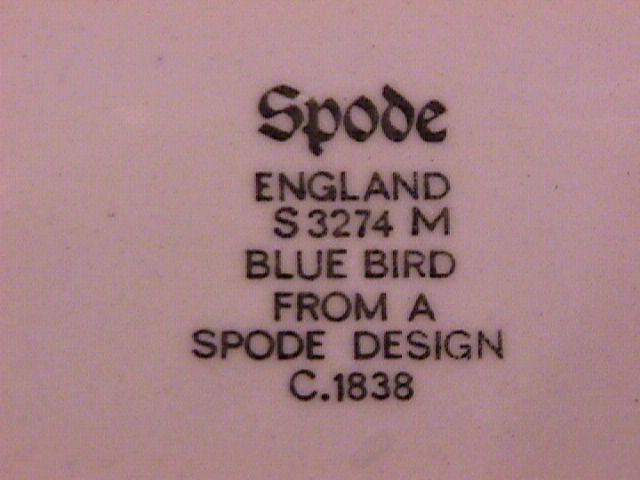 Spode
ENGLAND
S 3274 M
BLUE BIRD
FROM A
SPODE DESIGN
C.1838